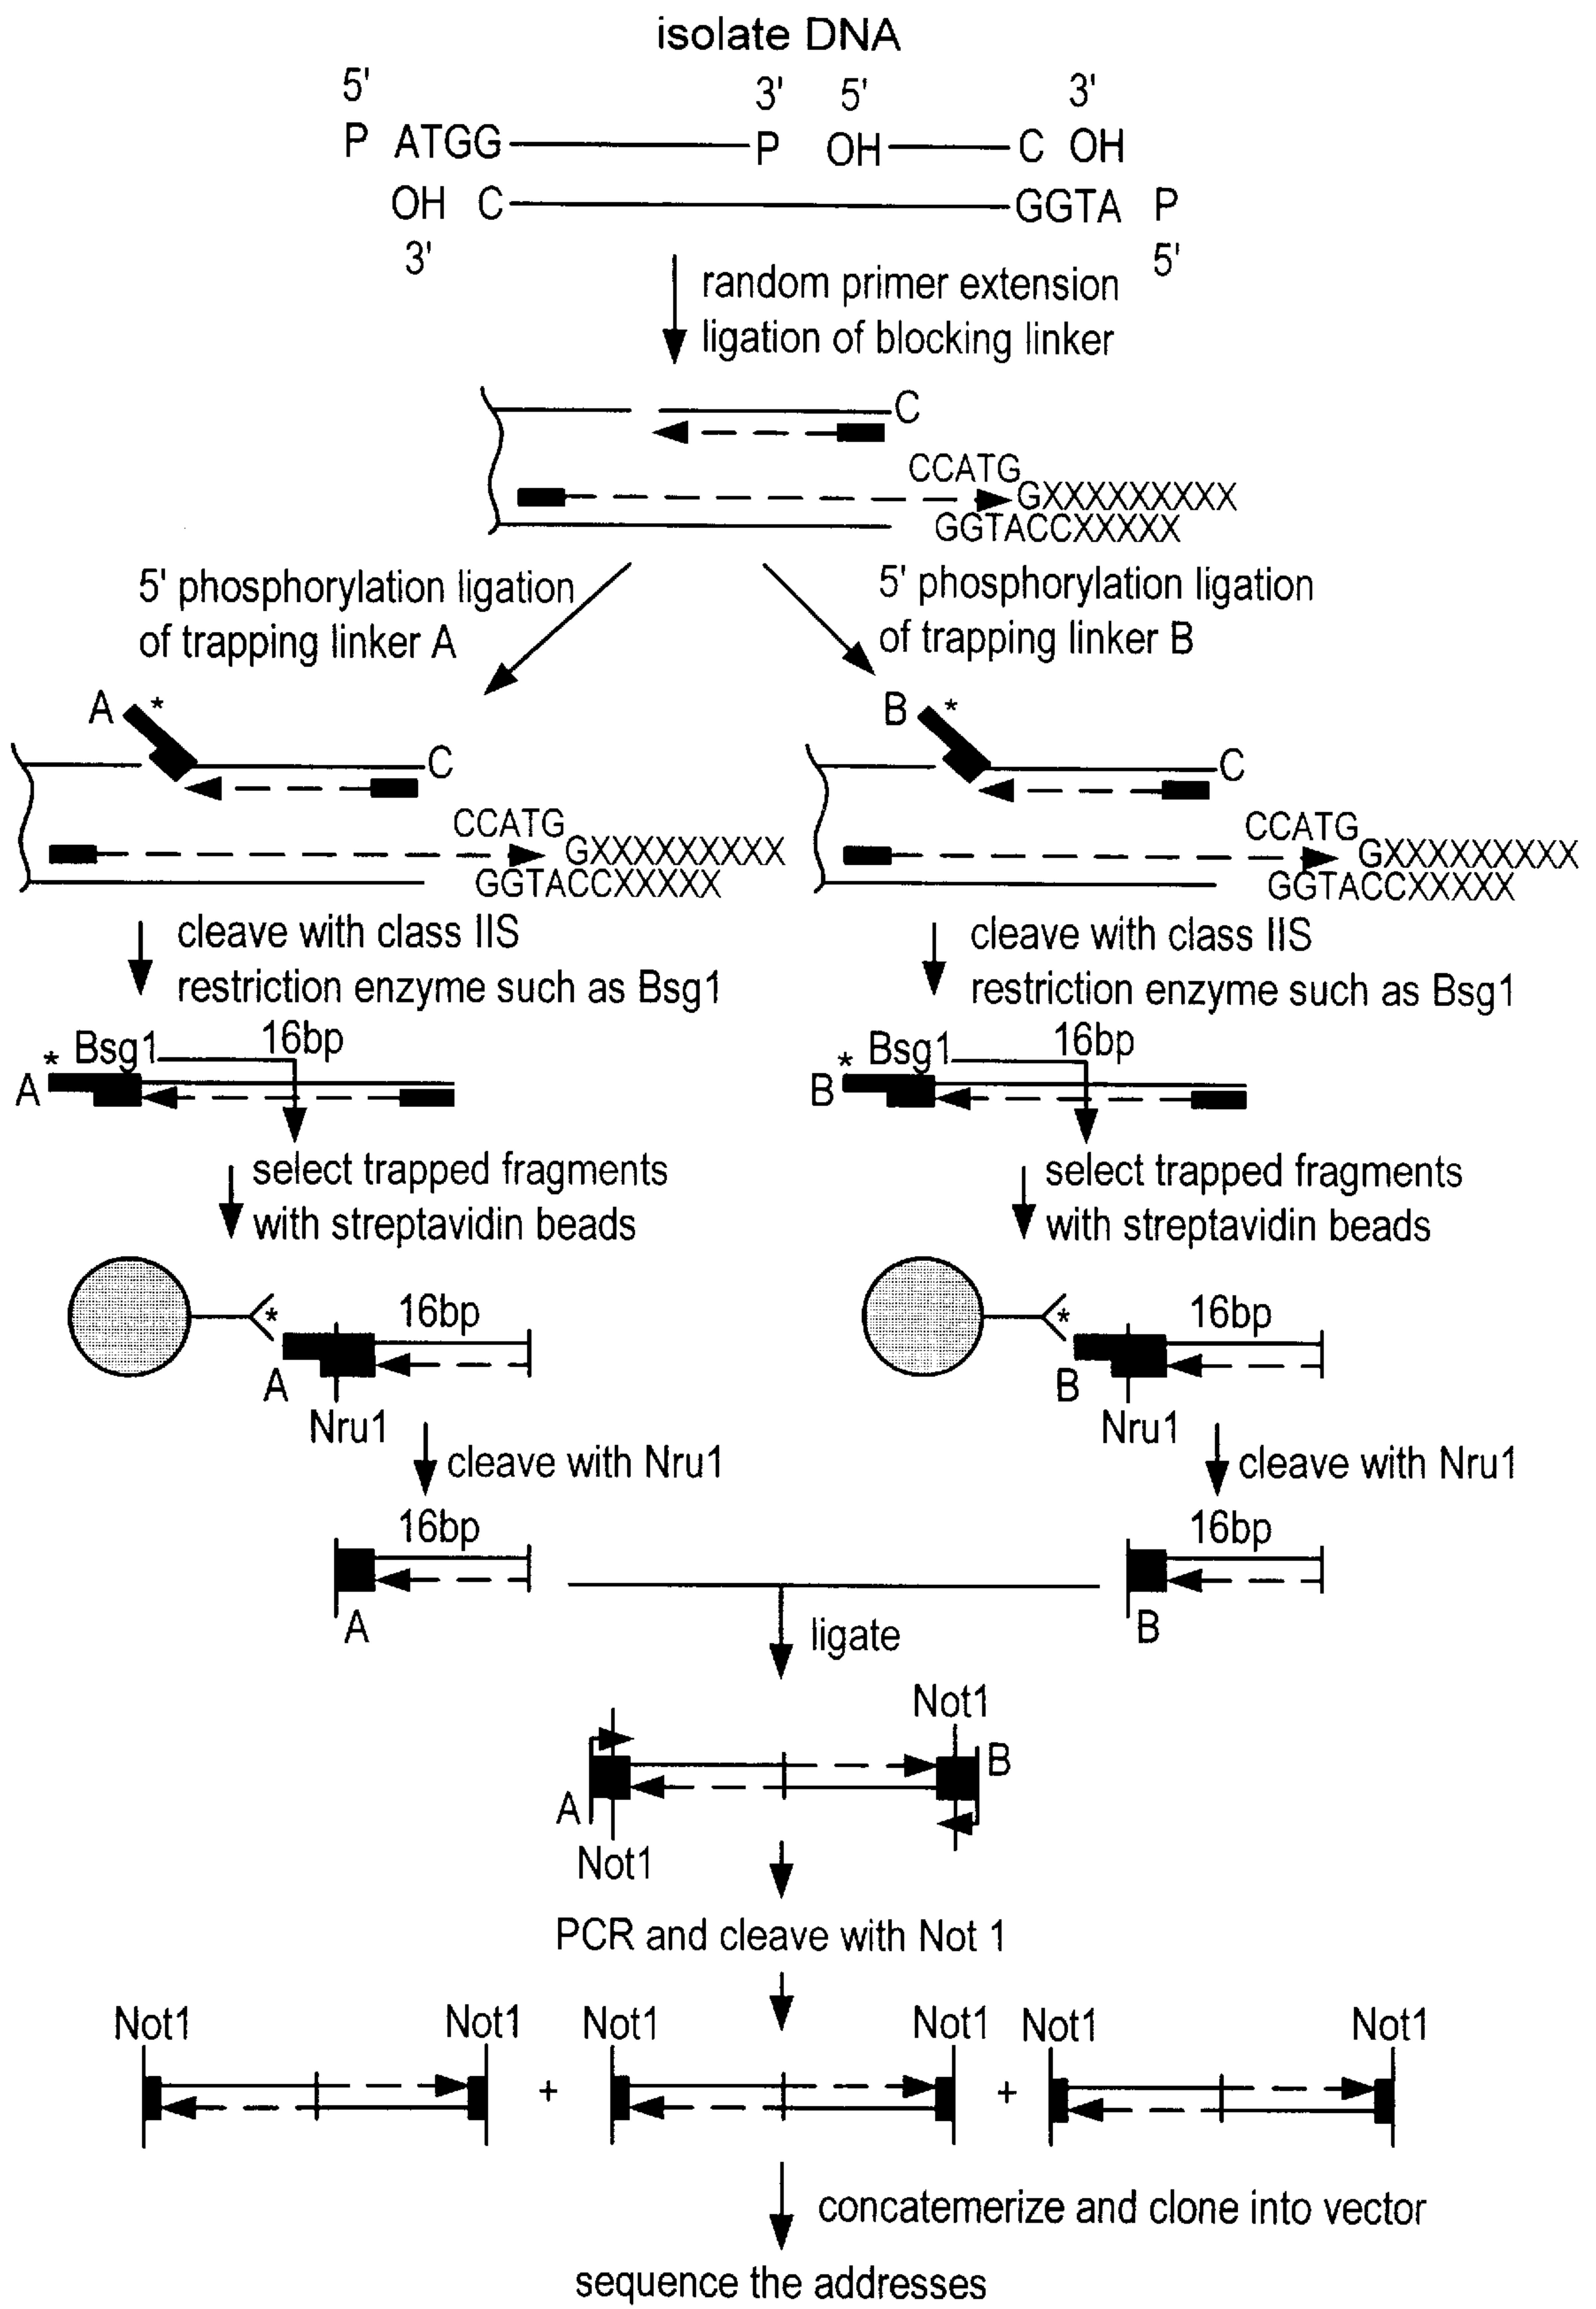 isolate DNA
5' 3' 5' 3'
P ATGG P OH C OH
OH C GGTA P
3' 5'
random primer extension
ligation of blocking linker
C
CCATG
GXXXXXXXXX
GGTACCXXXXX
5' phosphorylation ligation
of trapping linker A
5' phosphorylation ligation
of trapping linker B
A * C
CCATG
GXXXXXXXXXX
GGTACCXXXXX
B * C
CCATG
GXXXXXXXXXX
GGTACCXXXXX
cleave with class IIS
restriction enzyme such as Bsg1
cleave with class IIS
restriction enzyme such as Bsg1
* Bsg1 16bp
A
* Bsg1 16bp
B
select trapped fragments
with streptavidin beads
select trapped fragments
with streptavidin beads
* 16bp
A
Nru1
* 16bp
B
Nru1
cleave with Nru1
cleave with Nru1
16bp
A
16bp
B
ligate
Not1
B
A
Not1
PCR and cleave with Not 1
Not1 Not1 Not1 Not1 Not1 Not1
+ +
concatemerize and clone into vector
sequence the addresses